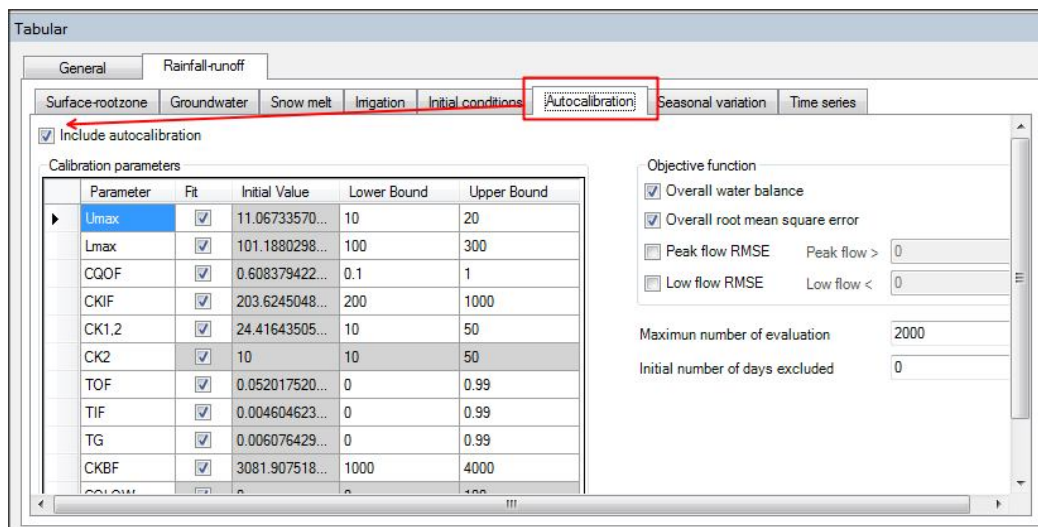 Tabular
General Rainfall-runoff
Surface-rootzone Groundwater Snow melt Irrigation Initial conditions Autocalibration Seasonal variation Time series
Include autocalibration
Calibration parameters
Parameter Fit Initial Value Lower Bound Upper Bound
Umax 11.06733570... 10 20
Lmax 101.1880298... 100 300
CQOF 0.608379422... 0.1 1
CKIF 203.6245048... 200 1000
CK1,2 24.41643505... 10 50
CK2 10 10 50
TOF 0.052017520... 0 0.99
TIF 0.004604623... 0 0.99
TG 0.006076429... 0 0.99
CKBF 3081.907518... 1000 4000
Objective function
Overall water balance
Overall root mean square error
Peak flow RMSE Peak flow > 0
Low flow RMSE Low flow < 0
Maximun number of evaluation 2000
Initial number of days excluded 0